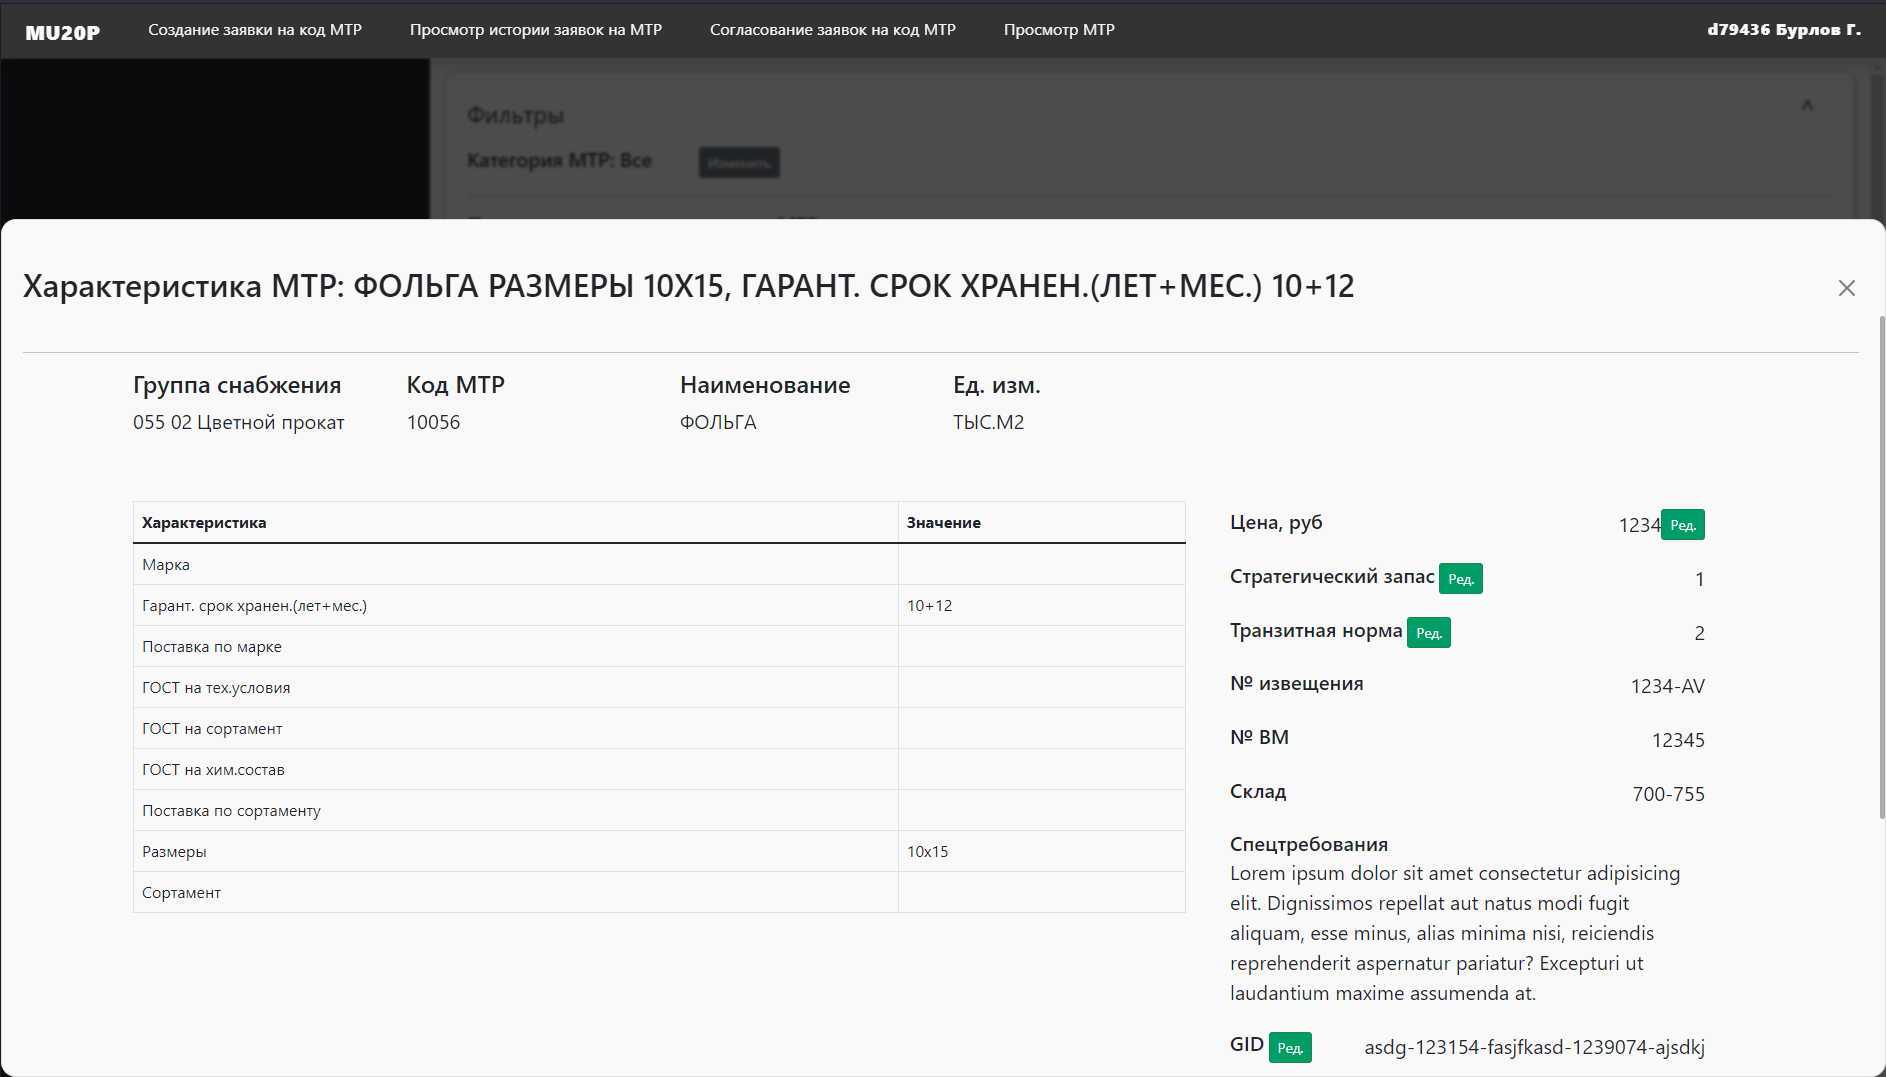 MU20P Создание заявки на код МТР Просмотр истории заявок на МТР Согласование заявок на код МТР Просмотр МТР d79436 Бурлов Г.
Фильтры
Категория МТР: Все Изменить
Характеристика МТР: ФОЛЬГА РАЗМЕРЫ 10X15, ГАРАНТ. СРОК ХРАНЕН.(ЛЕТ+МЕС.) 10+12
Группа снабжения Код МТР Наименование Ед. изм.
055 02 Цветной прокат 10056 ФОЛЬГА ТЫС.М2
Характеристика Значение
Марка
Гарант. срок хранен.(лет+мес.) 10+12
Поставка по марке
ГОСТ на тех.условия
ГОСТ на сортамент
ГОСТ на хим.состав
Поставка по сортаменту
Размеры 10x15
Сортамент
Цена, руб 1234 Ред.
Стратегический запас Ред. 1
Транзитная норма Ред. 2
№ извещения 1234-AV
№ ВМ 12345
Склад 700-755
Спецтребования
Lorem ipsum dolor sit amet consectetur adipisicing
elit. Dignissimos repellat aut natus modi fugit
aliquam, esse minus, alias minima nisi, reiciendis
reprehenderit aspernatur pariatur? Excepturi ut
laudantium maxime assumenda at.
GID Ред. asdg-123154-fasjfkasd-1239074-ajsdkj